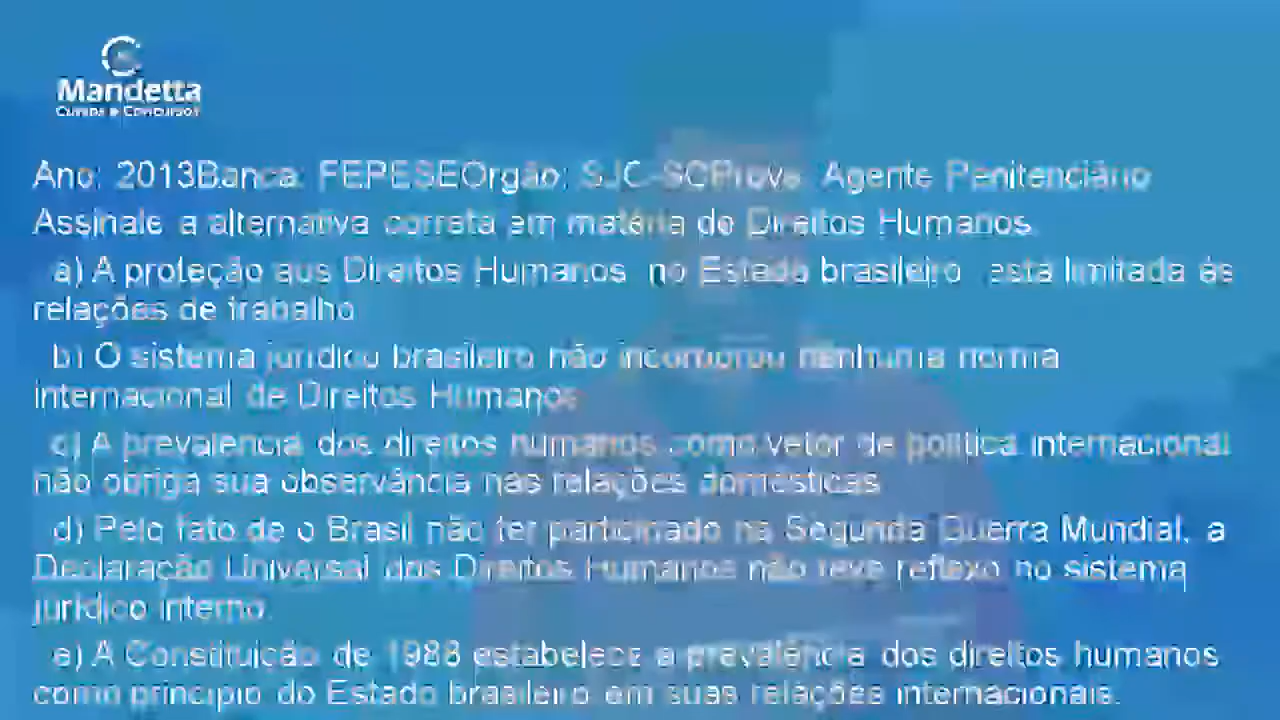 Mandetta
Cursos e Concursos
Ano: 2013Banca: FEPESEÓrgão: SJC-SCProva: Agente Penitenciário
Assinale a alternativa correta em matéria de Direitos Humanos.
a) A proteção aos Direitos Humanos, no Estado brasileiro, está limitada às
relações de trabalho.
b) O sistema jurídico brasileiro não incorporou nenhuma norma
internacional de Direitos Humanos.
c) A prevalência dos direitos humanos como vetor de política internacional
não obriga sua observância nas relações domésticas.
d) Pelo fato de o Brasil não ter participado na Segunda Guerra Mundial, a
Declaração Universal dos Direitos Humanos não teve reflexo no sistema
jurídico interno.
e) A Constituição de 1988 estabelece a prevalência dos direitos humanos
como princípio do Estado brasileiro em suas relações internacionais.